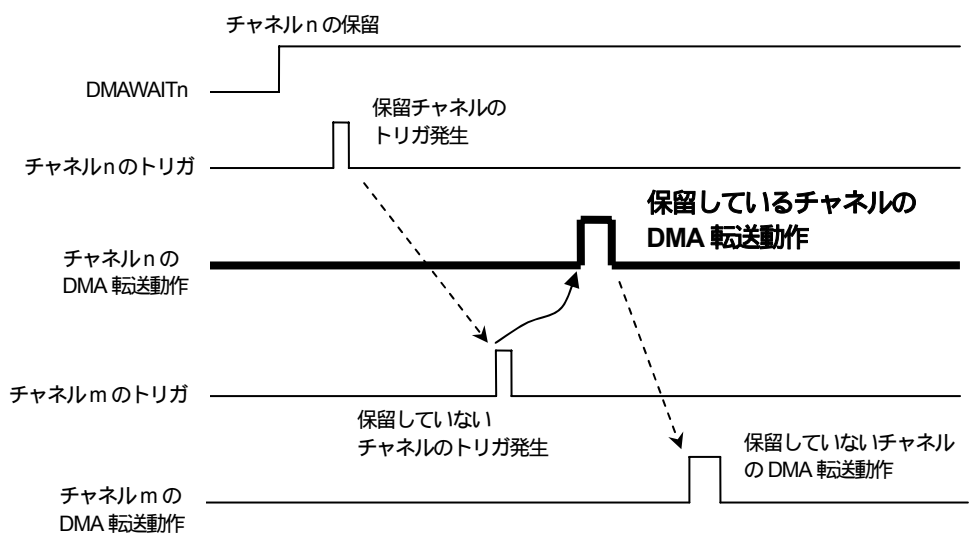 チャネルnの保留
DMAWAITn
保留チャネルの
トリガ発生
チャネルnのトリガ
保留しているチャネルの
DMA 転送動作
チャネルnの
DMA 転送動作
チャネルmのトリガ
保留していない
チャネルのトリガ発生
保留していないチャネル
の DMA 転送動作
チャネルmの
DMA 転送動作